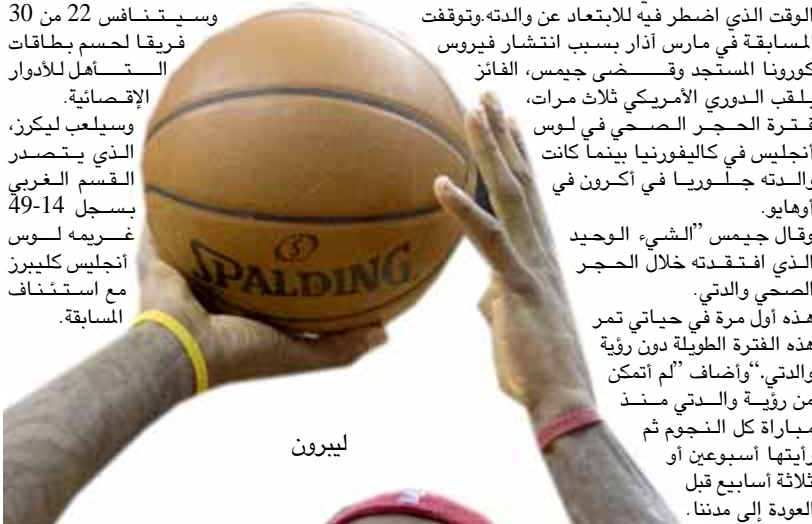 الوقت الذي اضطر فيه للابتعاد عن والدته.وتوقفت
المسابقة في مارس آذار بسبب انتشار فيروس
كورونا المستجد وقضى جيمس، الفائز
بلقب الدوري الأمريكي ثلاث مرات،
فترة الحجر الصحي في لوس
أنجليس في كاليفورنيا بينما كانت
والدته جلوريا في أكرون في
أوهايو.
وقال جيمس ”الشيء الوحيد
الذي افتقدته خلال الحجر
الصحي والدتي.
هذه أول مرة في حياتي تمر
هذه الفترة الطويلة دون رؤية
والدتي.“وأضاف ”لم أتمكن
من رؤية والدتي منذ
مباراة كل النجوم ثم
رأيتها أسبوعين أو
ثلاثة أسابيع قبل
العودة إلى مدننا.
وسيتنافس 22 من 30
فريقا لحسم بطاقات
التأهل للأدوار
الإقصائية.
وسيلعب ليكرز،
الذي يتصدر
القسم الغربي
بسجل 14-49
غريمه لوس
أنجليس كليبرز
مع استئناف
المسابقة.
SPALDING
ليبرون